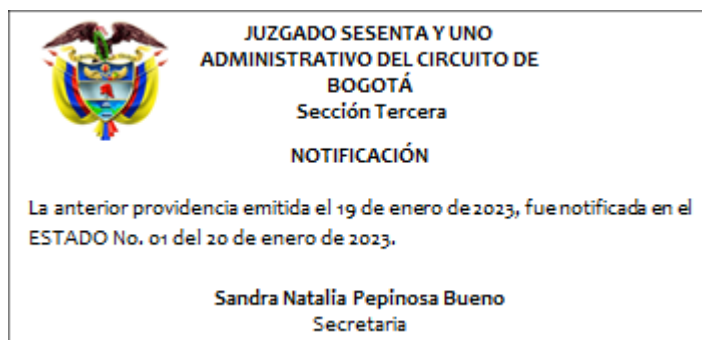 JUZGADO SESENTA Y UNO
ADMINISTRATIVO DEL CIRCUITO DE
BOGOTÁ
Sección Tercera
NOTIFICACIÓN
La anterior providencia emitida el 19 de enero de 2023, fue notificada en el
ESTADO No. 01 del 20 de enero de 2023.
Sandra Natalia Pepinosa Bueno
Secretaria